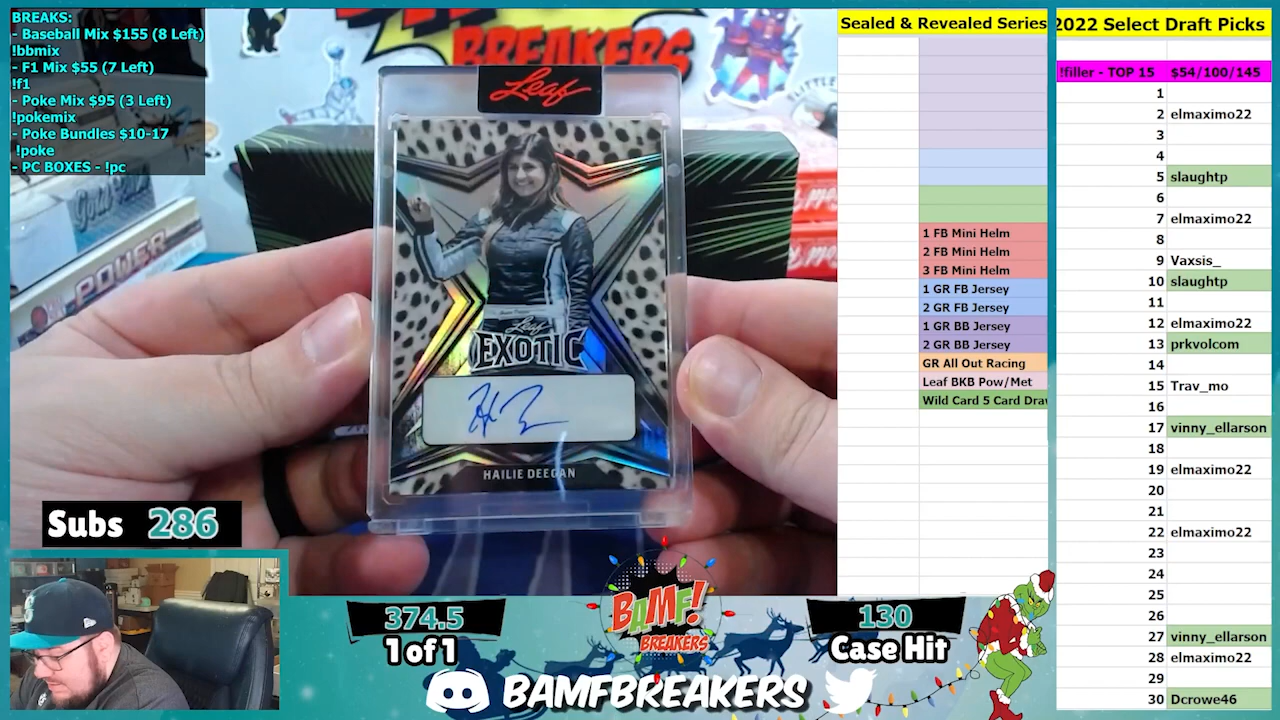 BREAKS:
- Baseball Mix $155 (8 Left)
!bbmix
- F1 Mix $55 (7 Left)
!f1
- Poke Mix $95 (3 Left)
!pokemix
- Poke Bundles $10-17
!poke
- PC BOXES - !pc
BREAKERS
Leaf
POWER
Leaf
EXOTIC
HAILIE DEEGAN
Subs 286
374.5
1 of 1
BAMF!
BREAKERS
130
Case Hit
BAMFBREAKERS
Sealed & Revealed Series
1 FB Mini Helm
2 FB Mini Helm
3 FB Mini Helm
1 GR FB Jersey
2 GR FB Jersey
1 GR BB Jersey
2 GR BB Jersey
GR All Out Racing
Leaf BKB Pow/Met
Wild Card 5 Card Dra
2022 Select Draft Picks
!filler - TOP 15 $54/100/145
1
2 elmaximo22
3
4
5 slaughtp
6
7 elmaximo22
8
9 Vaxsis_
10 slaughtp
11
12 elmaximo22
13 prkvolcom
14
15 Trav_mo
16
17 vinny_ellarson
18
19 elmaximo22
20
21
22 elmaximo22
23
24
25
26
27 vinny_ellarson
28 elmaximo22
29
30 Dcrowe46